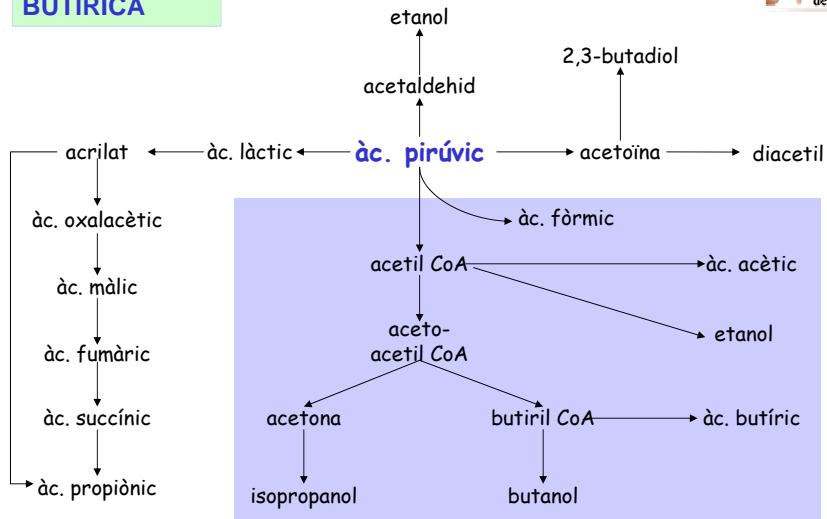 BUTÍRICA
etanol
2,3-butadiol
acetaldehid
acrilat
àc. làctic
àc. pirúvic
acetoïna
diacetil
àc. oxalacètic
àc. fòrmic
acetil CoA
àc. acètic
àc. màlic
aceto-
acetil CoA
etanol
àc. fumàric
àc. succínic
acetona
butiril CoA
àc. butíric
àc. propiònic
isopropanol
butanol